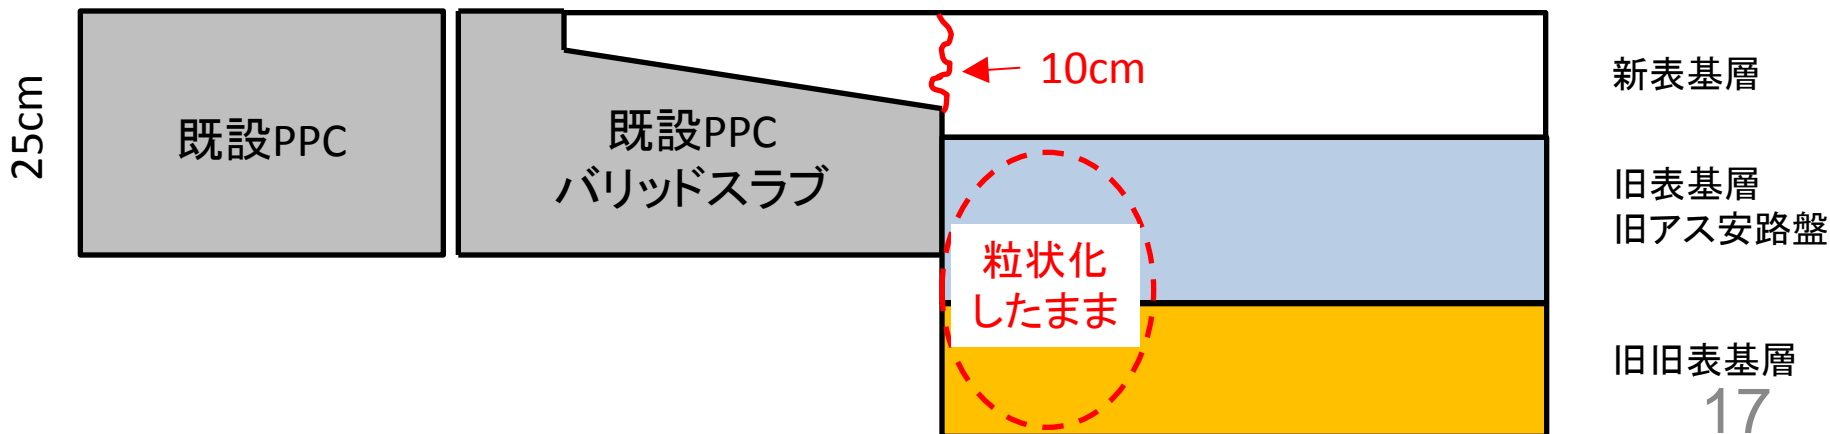 25cm
既設PPC
既設PPC
バリッドスラブ
10cm
粒状化
したまま
新表基層
旧表基層
旧アス安路盤
旧旧表基層
17